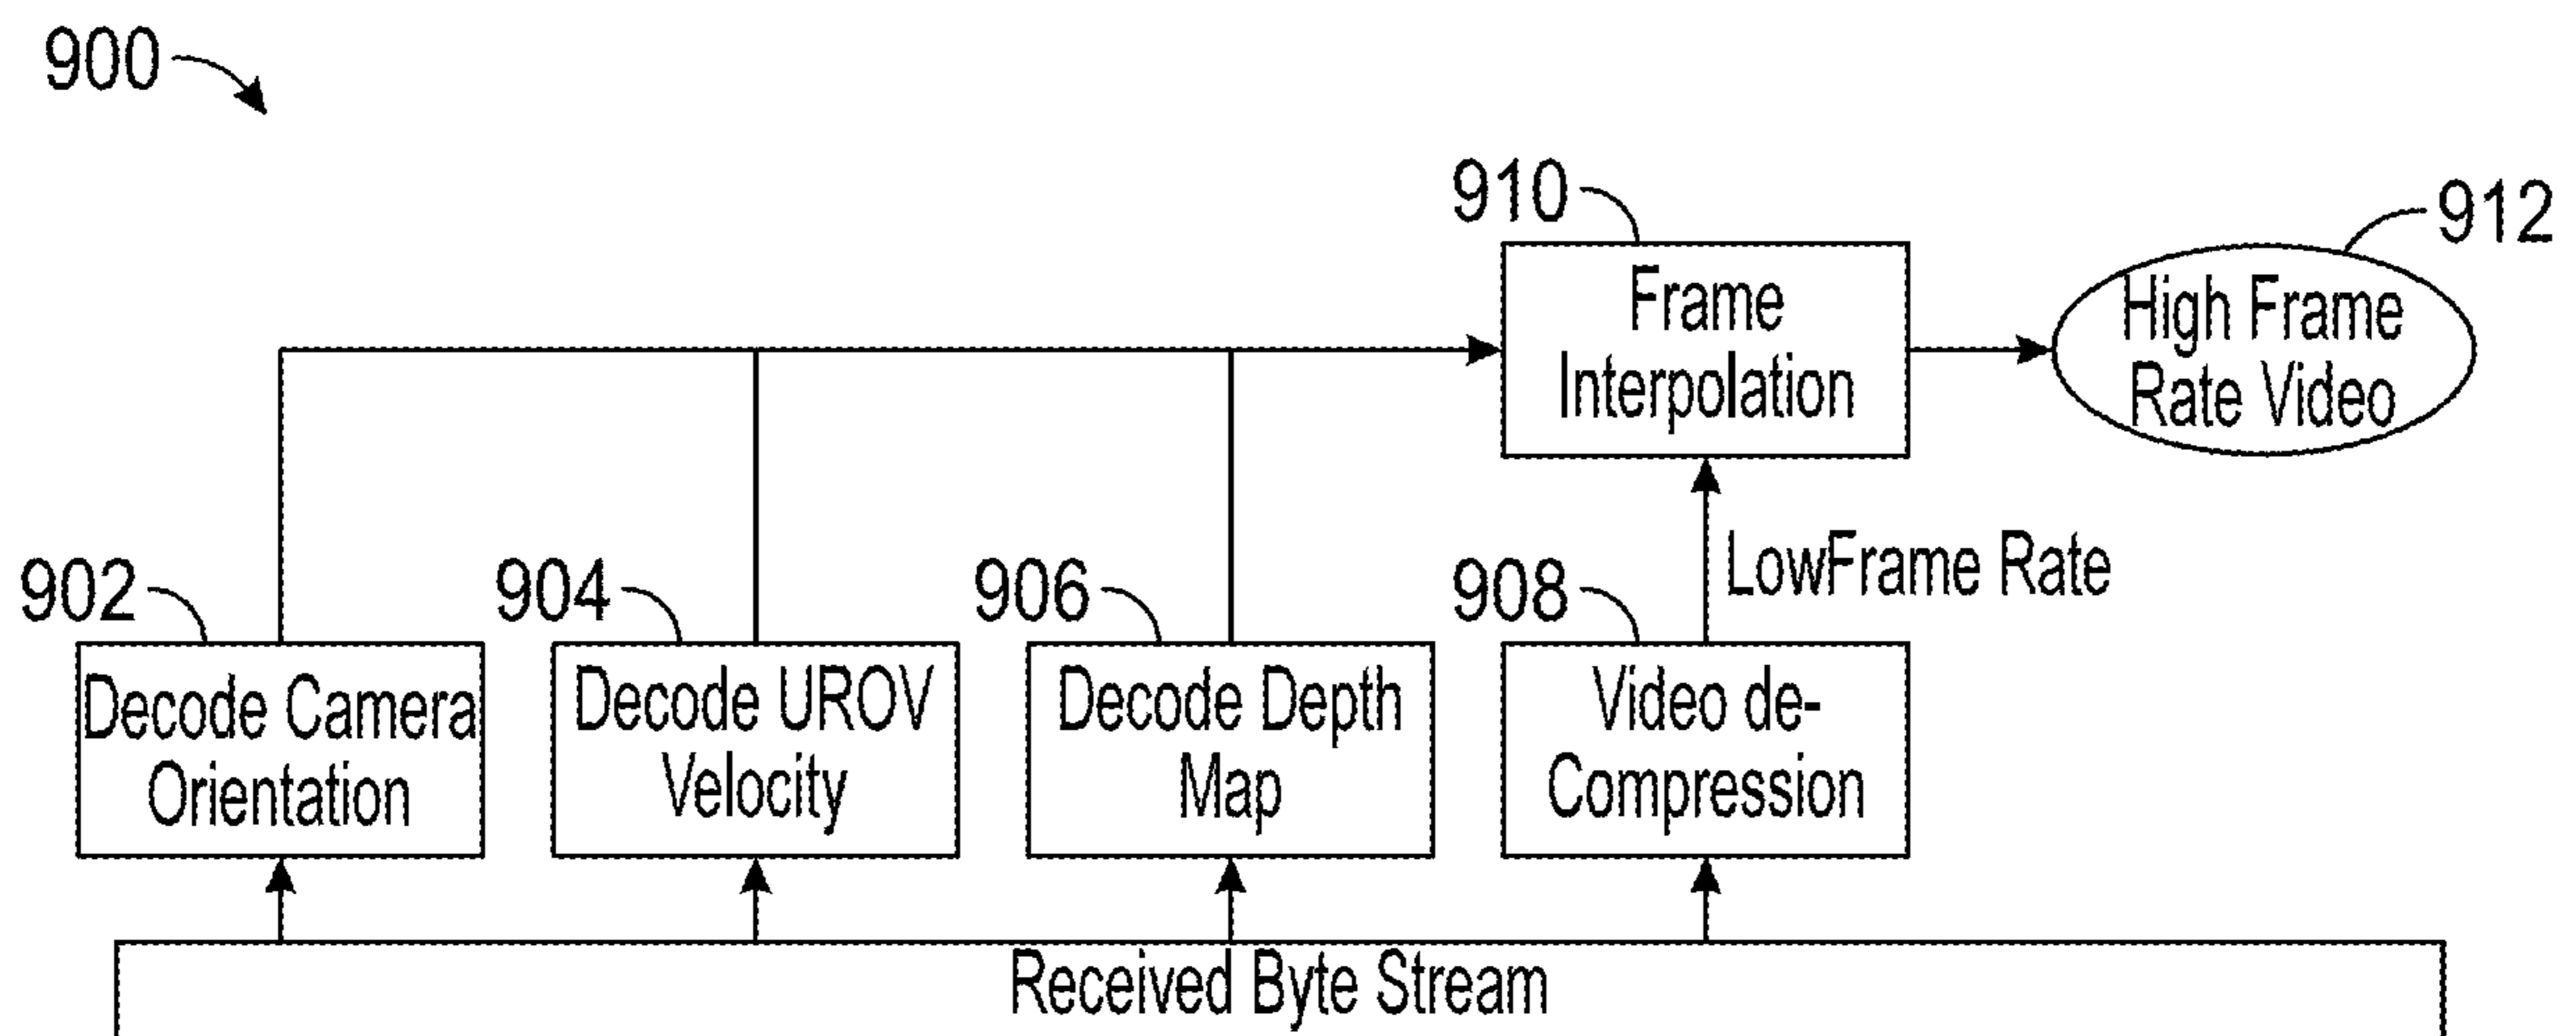 900
910
912
Frame
Interpolation
High Frame
Rate Video
902
904
906
908
LowFrame Rate
Decode Camera
Orientation
Decode UROV
Velocity
Decode Depth
Map
Video de-
Compression
Received Byte Stream